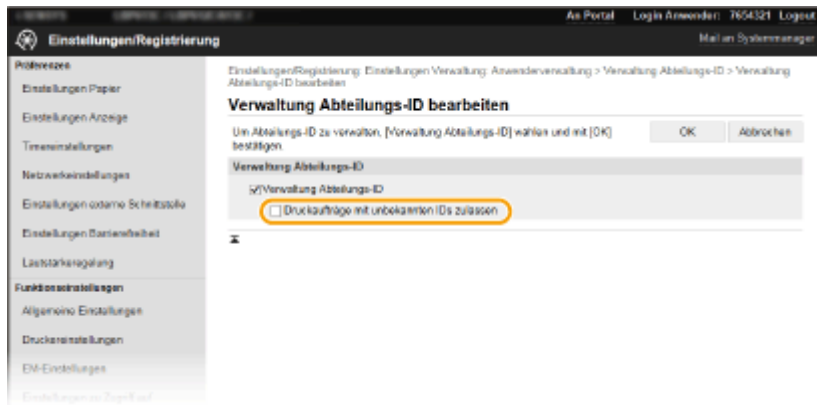 An Portal Login Anwender: 7654321 Logout
Einstellungen/Registrierung
Mail an Systemmanager
Präferenzen
Einstellungen Papier
Einstellungen Anzeige
Timereinstellungen
Netzwerkeinstellungen
Einstellungen externe Schnittstelle
Einstellungen Barrierefreiheit
Lautstärkeregelung
Funktionseinstellungen
Allgemeine Einstellungen
Druckereinstellungen
EM-Einstellungen
Einstellungen/Registrierung: Einstellungen Verwaltung: Anwenderverwaltung > Verwaltung Abteilungs-ID > Verwaltung
Abteilungs-ID bearbeiten
Verwaltung Abteilungs-ID bearbeiten
Um Abteilungs-ID zu verwalten, [Verwaltung Abteilungs-ID] wählen und mit [OK]
bestätigen.
OK
Abbrechen
Verwaltung Abteilungs-ID
Verwaltung Abteilungs-ID
Druckaufträge mit unbekannten IDs zulassen